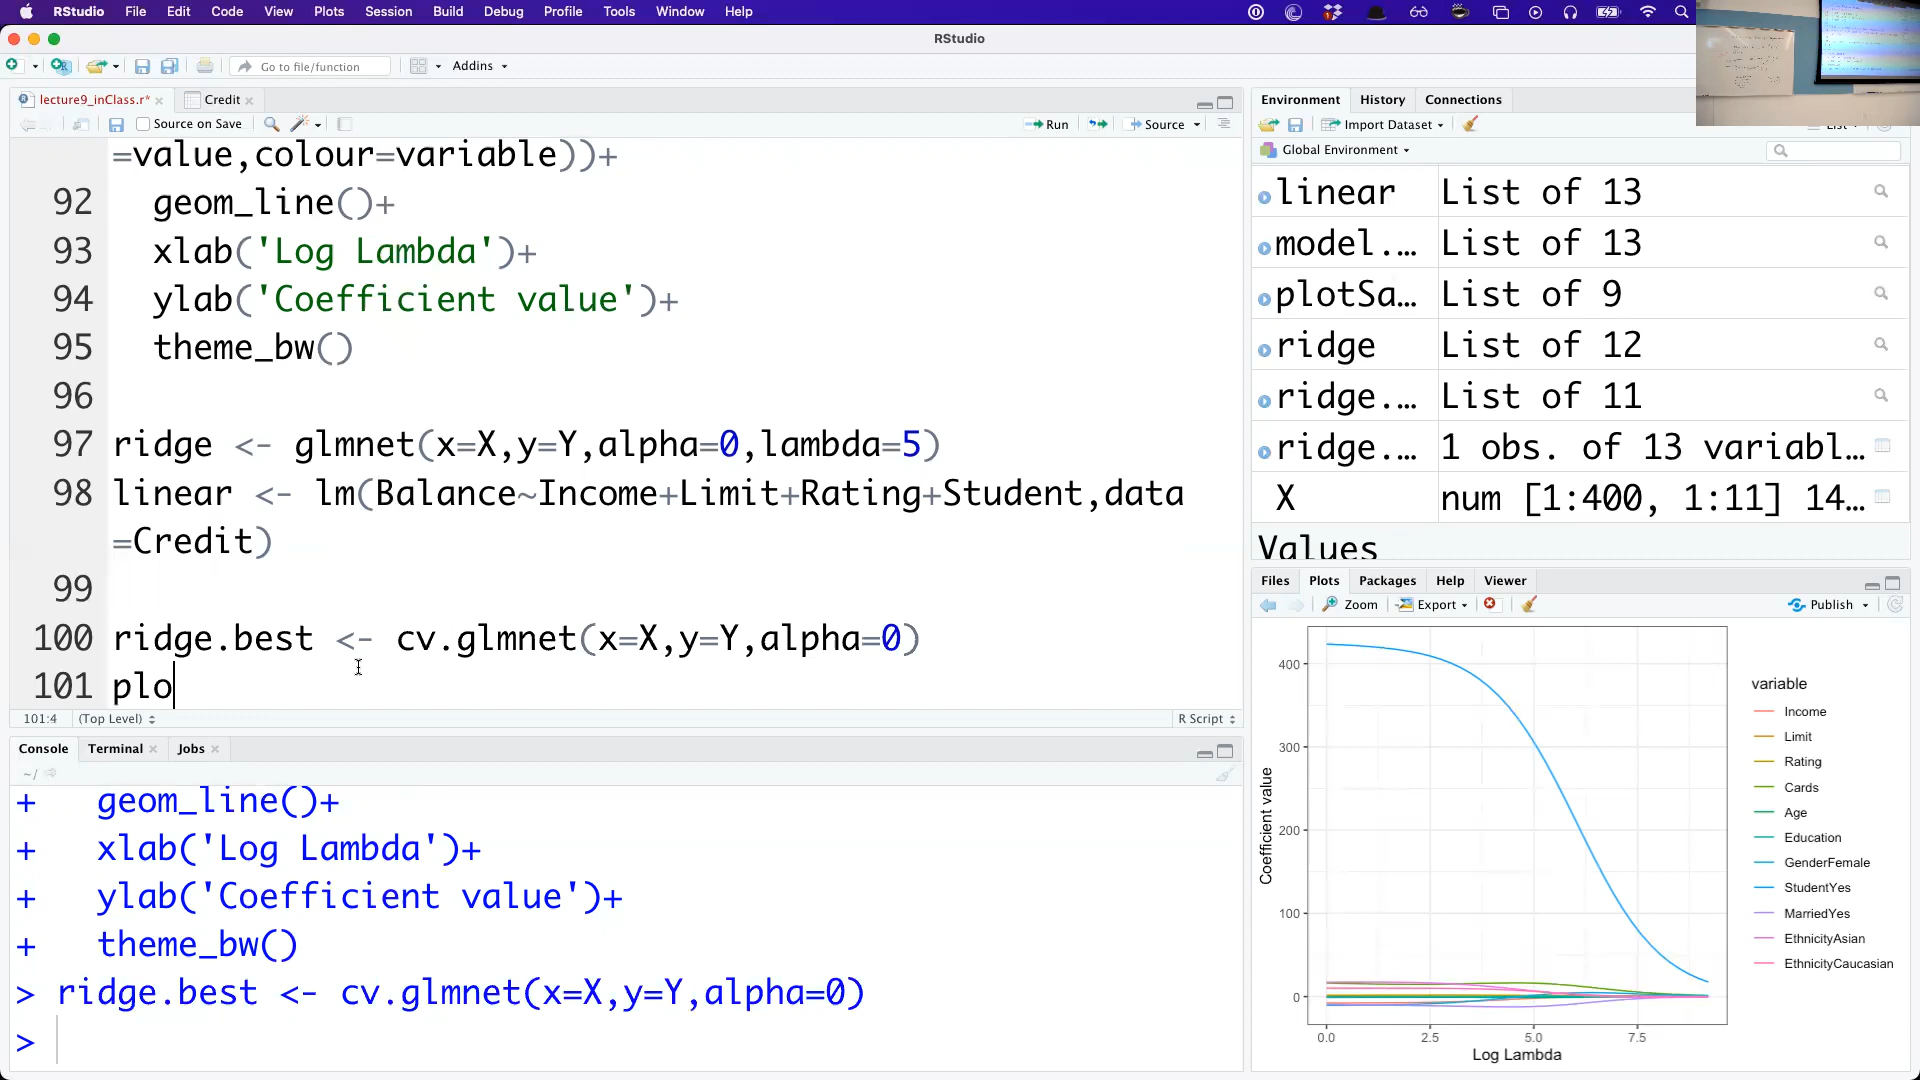 RStudio File Edit Code View Plots Session Build Debug Profile Tools Window Help
RStudio
Go to file/function Addins
lecture9_inClass.r* Credit
Source on Save Run Source
=value,colour=variable))+
92 geom_line()+
93 xlab('Log Lambda')+
94 ylab('Coefficient value')+
95 theme_bw()
96
97 ridge <- glmnet(x=X,y=Y,alpha=0,lambda=5)
98 linear <- lm(Balance~Income+Limit+Rating+Student,data
=Credit)
99
100 ridge.best <- cv.glmnet(x=X,y=Y,alpha=0)
101 plo
101:4 (Top Level) R Script
Console Terminal Jobs
~/
+ geom_line()+
+ xlab('Log Lambda')+
+ ylab('Coefficient value')+
+ theme_bw()
> ridge.best <- cv.glmnet(x=X,y=Y,alpha=0)
>
Environment History Connections
Import Dataset List
Global Environment
linear List of 13
model.… List of 13
plotSa… List of 9
ridge List of 12
ridge.… List of 11
ridge.… 1 obs. of 13 variabl…
X num [1:400, 1:11] 14…
Values
Files Plots Packages Help Viewer
Zoom Export Publish
400
300
200
100
0
Coefficient value
0.0 2.5 5.0 7.5
Log Lambda
variable
Income
Limit
Rating
Cards
Age
Education
GenderFemale
StudentYes
MarriedYes
EthnicityAsian
EthnicityCaucasian